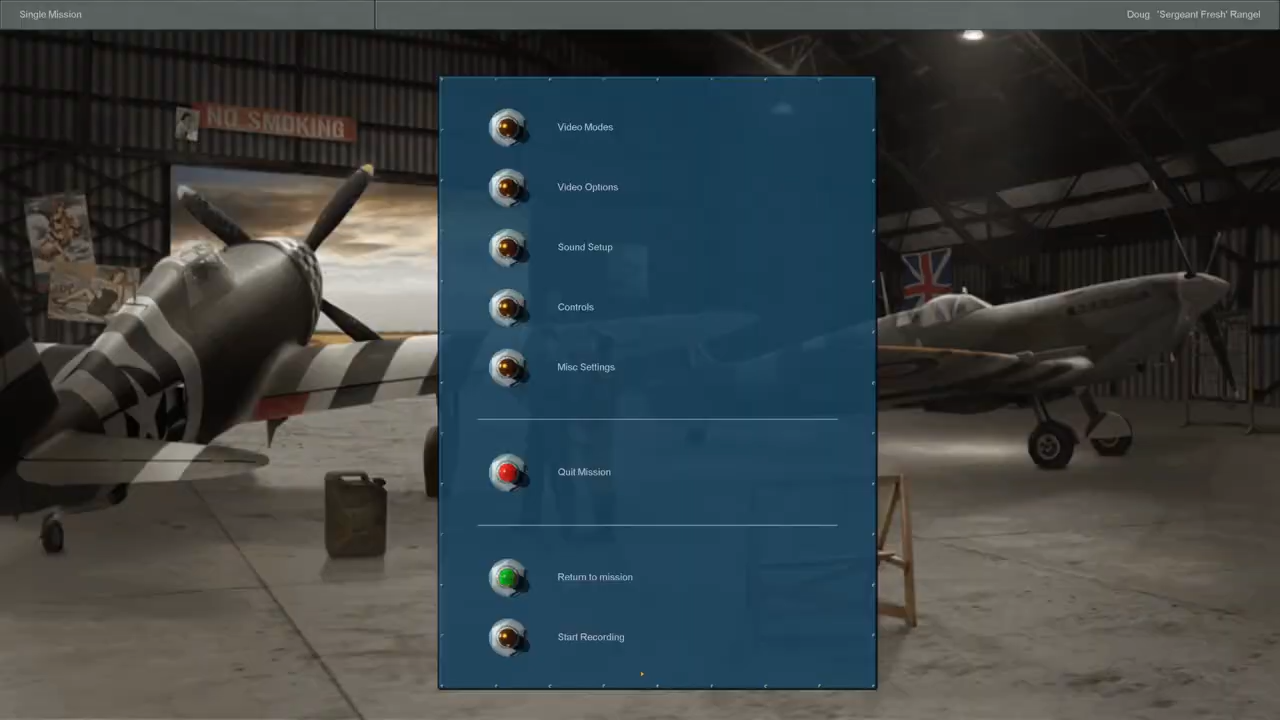 Single Mission
Doug 'Sergeant Fresh' Rangel
NO SMOKING
Video Modes
Video Options
Sound Setup
Controls
Misc Settings
Quit Mission
Return to mission
Start Recording